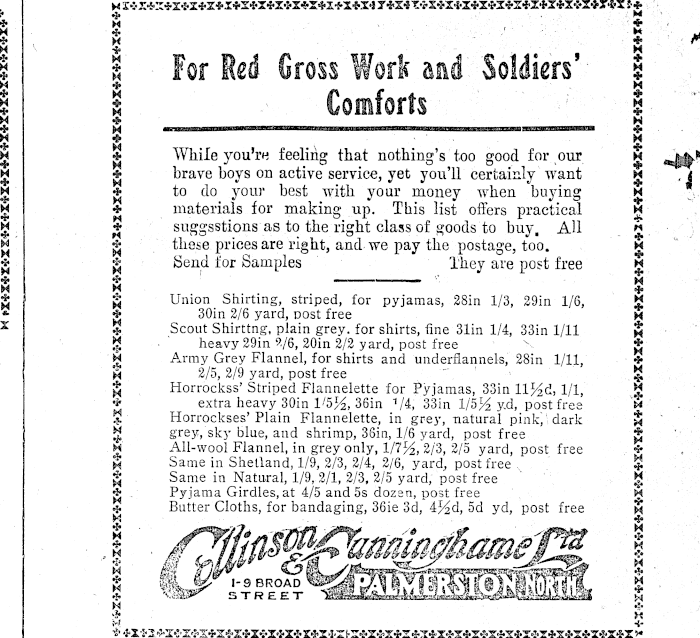 For Red Gross Work and Soldiers'
Comforts
While you're feeling that nothing's too good for our
brave boys on active service, yet you'll certainly want
to do your best with your money when buying
materials for making up. This list offers practical
suggsstions as to the right class of goods to buy. All
these prices are right, and we pay the postage, too.
Send for Samples They are post free
Union Shirting, striped, for pyjamas, 28in 1/3, 29in 1/6,
30in 2/6 yard, post free
Scout Shirttng, plain grey. for shirts, fine 31in 1/4, 33in 1/11
heavy 29in 2/6, 20in 2/2 yard, post free
Army Grey Flannel, for shirts and underflannels, 28in 1/11,
2/5, 2/9 yard, post free
Horrockss' Striped Flannelette for Pyjamas, 33in 11½d, 1/1,
extra heavy 30in 1/5½, 36in 1/4, 33in 1/5½ y.d, post free
Horrockses' Plain Flannelette, in grey, natural pink, dark
grey, sky blue, and shrimp, 36in, 1/6 yard, post free
All-wool Flannel, in grey only, 1/7½, 2/3, 2/5 yard, post free
Same in Shetland, 1/9, 2/3, 2/4, 2/6, yard, post free
Same in Natural, 1/9, 2/1, 2/3, 2/5 yard, post free
Pyjama Girdles, at 4/5 and 5s dozen, post free
Butter Cloths, for bandaging, 36ie 3d, 4½d, 5d yd, post free
Collinson & Cunninghame Ltd
1-9 BROAD
STREET
PALMERSTON NORTH.